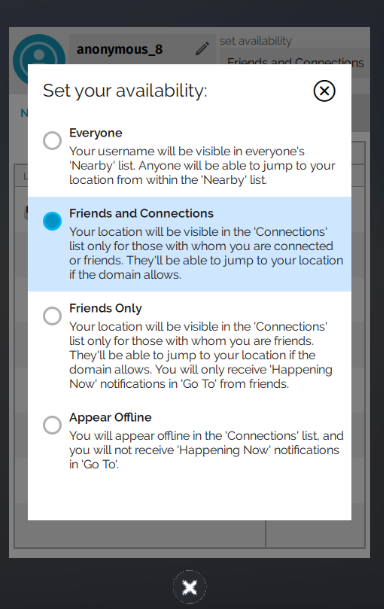 anonymous_8
set availability
Friends and Connections
Set your availability:
N
Everyone
Your username will be visible in everyone's
'Nearby' list. Anyone will be able to jump to your
location from within the 'Nearby' list.
Friends and Connections
Your location will be visible in the 'Connections'
list only for those with whom you are connected
or friends. They'll be able to jump to your location
if the domain allows.
Friends Only
Your location will be visible in the 'Connections'
list only for those with whom you are friends.
They'll be able to jump to your location if the
domain allows. You will only receive 'Happening
Now' notifications in 'Go To' from friends.
Appear Offline
You will appear offline in the 'Connections' list, and
you will not receive 'Happening Now' notifications
in 'Go To'.